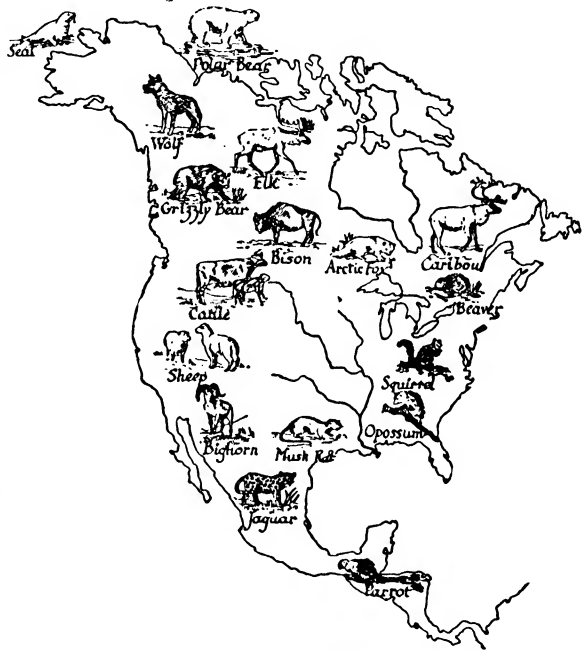 Seal
Polar Bear
Wolf
Elk
Grizzly Bear
Bison
Arctic Fox
Caribou
Cattle
Beaver
Sheep
Squirrel
Bighorn
Musk Rat
Opossum
Jaguar
Parrot